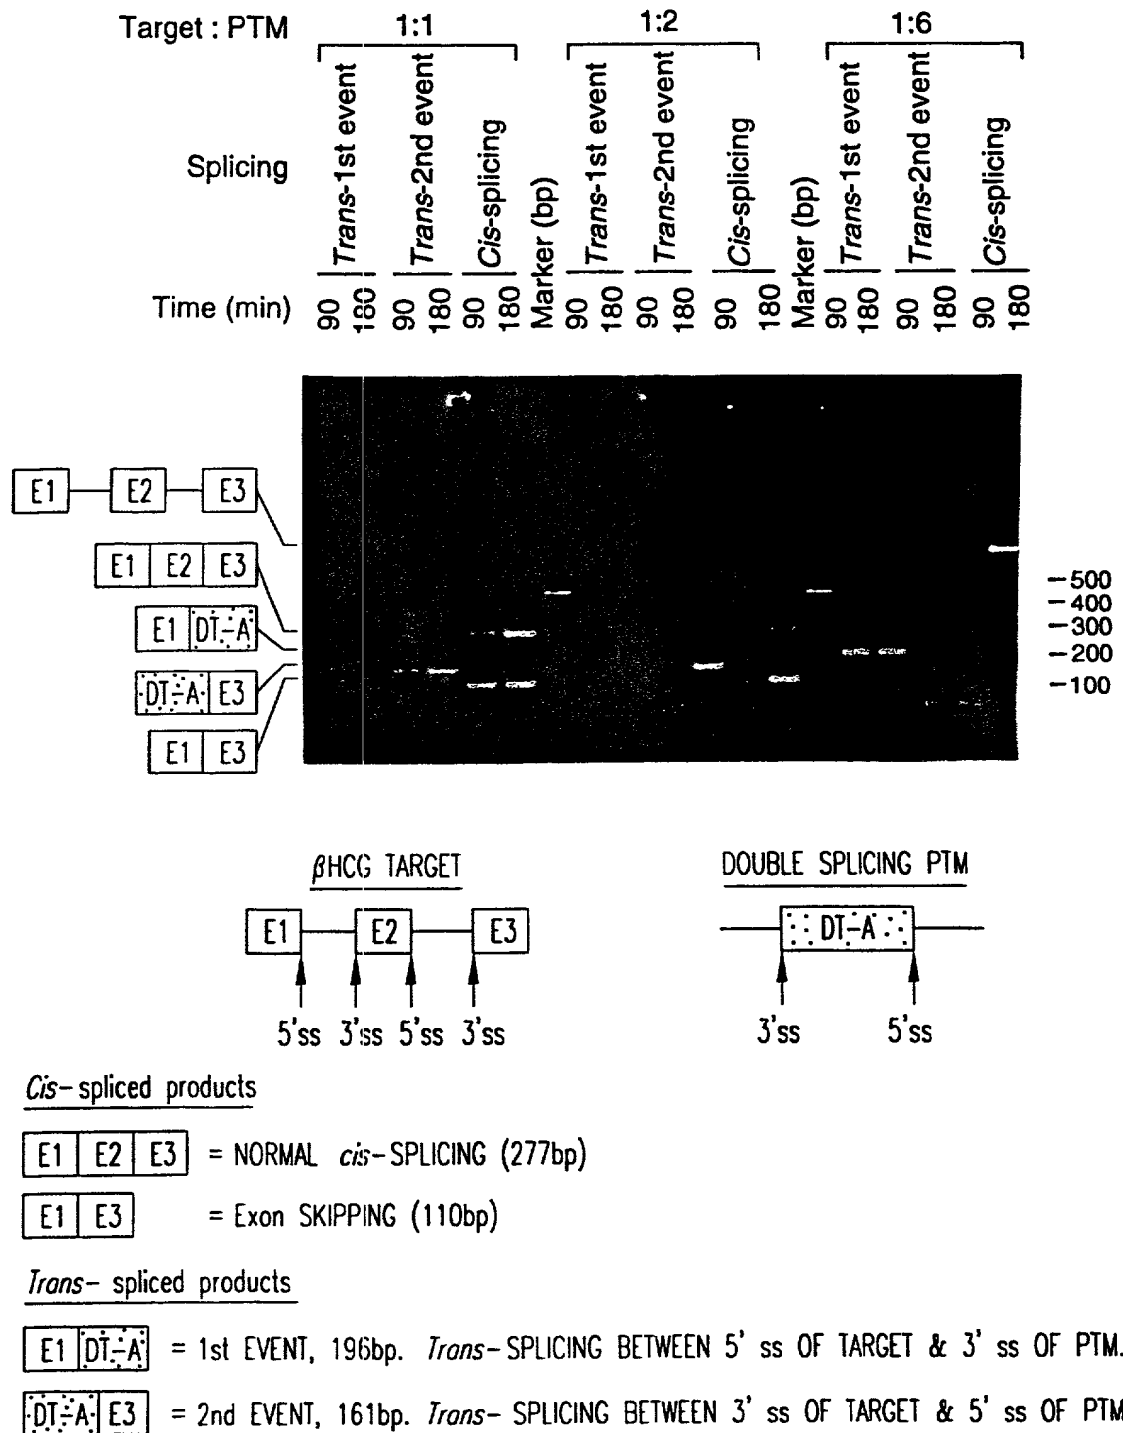 Target : PTM 1:1 1:2 1:6
Splicing Trans-1st event Trans-2nd event Cis-splicing Marker (bp) Trans-1st event Trans-2nd event Cis-splicing Marker (bp) Trans-1st event Trans-2nd event Cis-splicing
Time (min) 90 180 90 180 90 180 90 180 90 180 90 180 90 180 90 180 90 180
E1 E2 E3
E1 E2 E3
E1 DT-A
DT-A E3
E1 E3
-500
-400
-300
-200
-100
βHCG TARGET
E1 E2 E3
5'ss 3'ss 5'ss 3'ss
DOUBLE SPLICING PTM
DT-A
3'ss 5'ss
Cis-spliced products
E1 E2 E3 = NORMAL cis-SPLICING (277bp)
E1 E3 = Exon SKIPPING (110bp)
Trans- spliced products
E1 DT-A = 1st EVENT, 196bp. Trans-SPLICING BETWEEN 5' ss OF TARGET & 3' ss OF PTM.
DT-A E3 = 2nd EVENT, 161bp. Trans- SPLICING BETWEEN 3' ss OF TARGET & 5' ss OF PTM